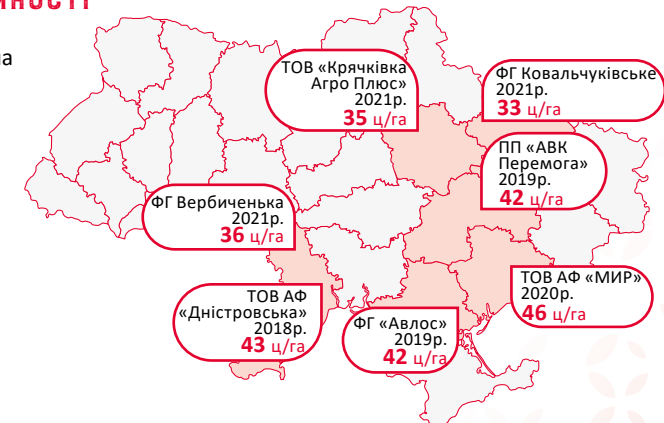 ТОВ «Крячківка
Агро Плюс»
2021р.
35 ц/га
ФГ Ковальчуківське
2021р.
33 ц/га
ПП «АВК
Перемога»
2019р.
42 ц/га
ФГ Вербиченька
2021р.
36 ц/га
ТОВ АФ
«Дністровська»
2018р.
43 ц/га
ФГ «Авлос»
2019р.
42 ц/га
ТОВ АФ «МИР»
2020р.
46 ц/га